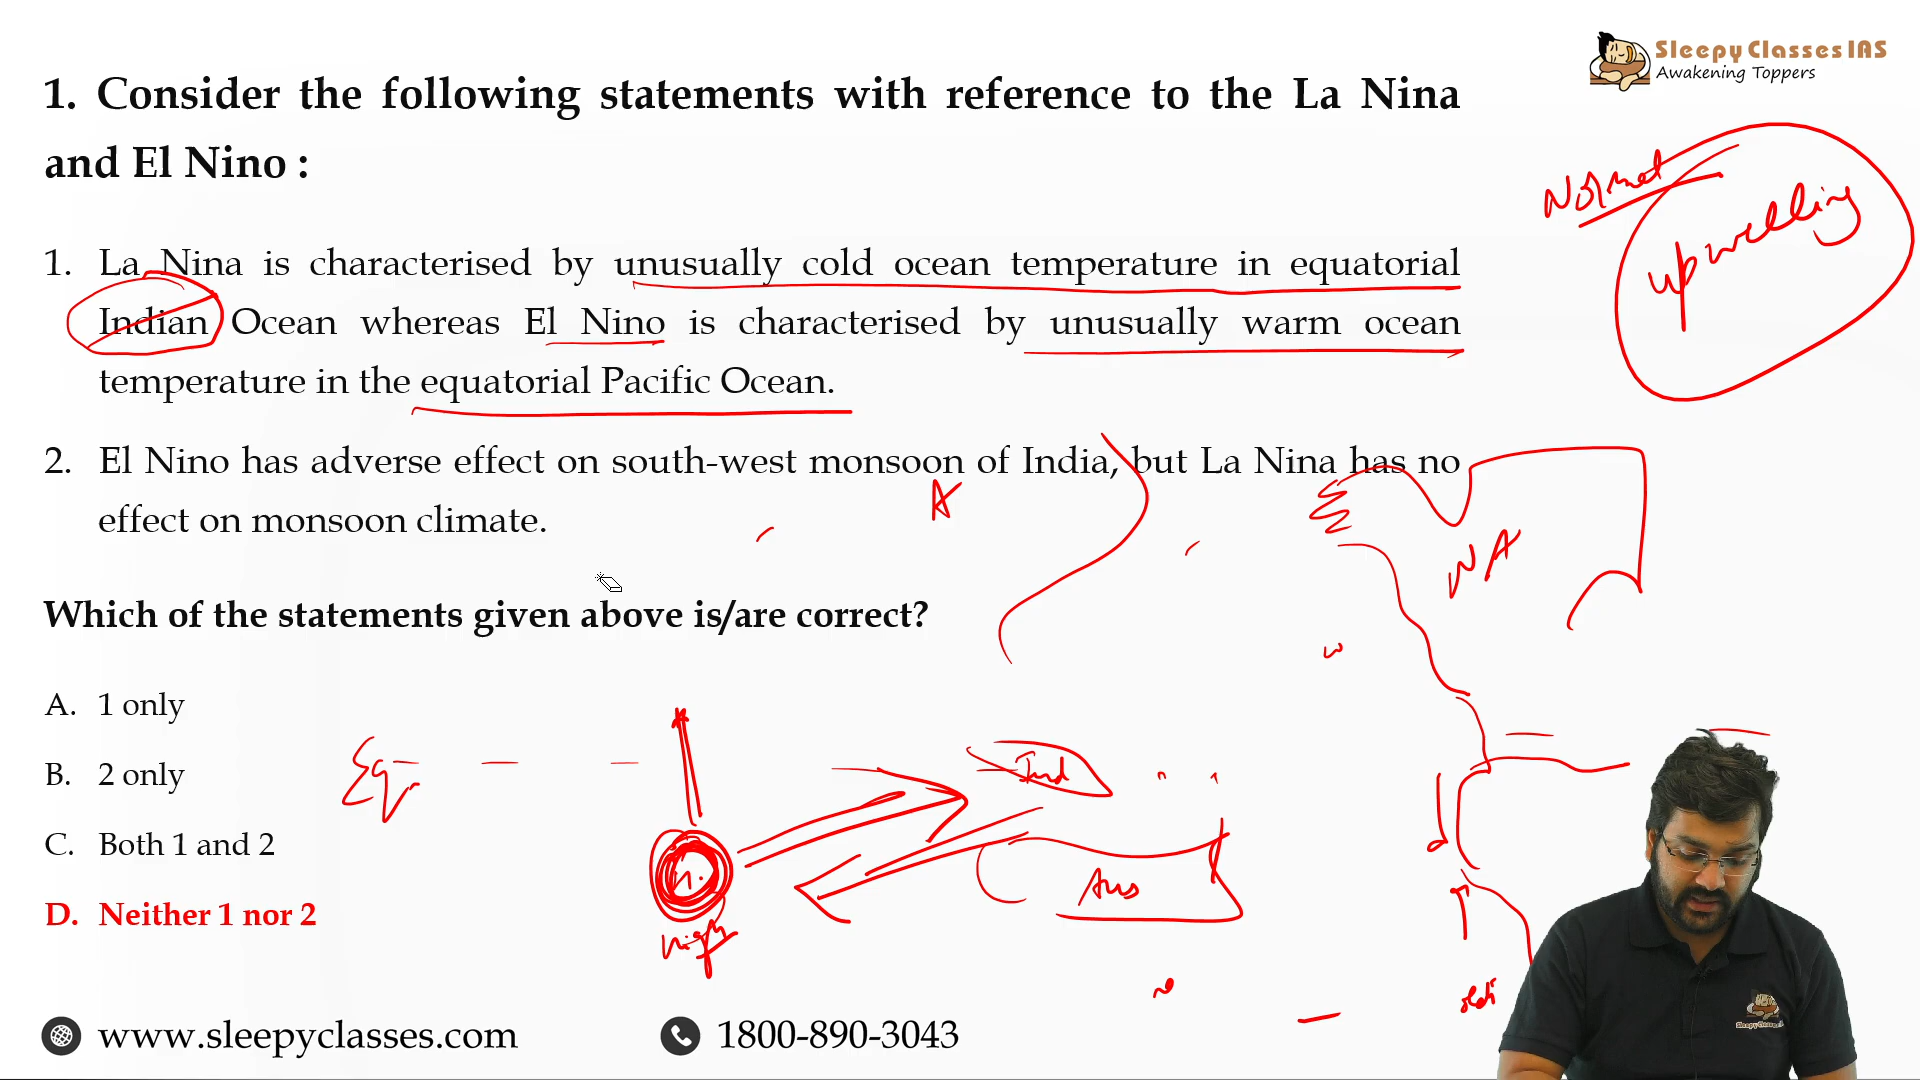 Sleepy Classes IAS
Awakening Toppers
1. Consider the following statements with reference to the La Nina
and El Nino :
Normal
upwelling
1. La Nina is characterised by unusually cold ocean temperature in equatorial
Indian Ocean whereas El Nino is characterised by unusually warm ocean
temperature in the equatorial Pacific Ocean.
2. El Nino has adverse effect on south-west monsoon of India, but La Nina has no
effect on monsoon climate.
A
NA
Which of the statements given above is/are correct?
A. 1 only
B. 2 only
Eq
Ind
C. Both 1 and 2
Aus
D. Neither 1 nor 2
high
www.sleepyclasses.com
1800-890-3043